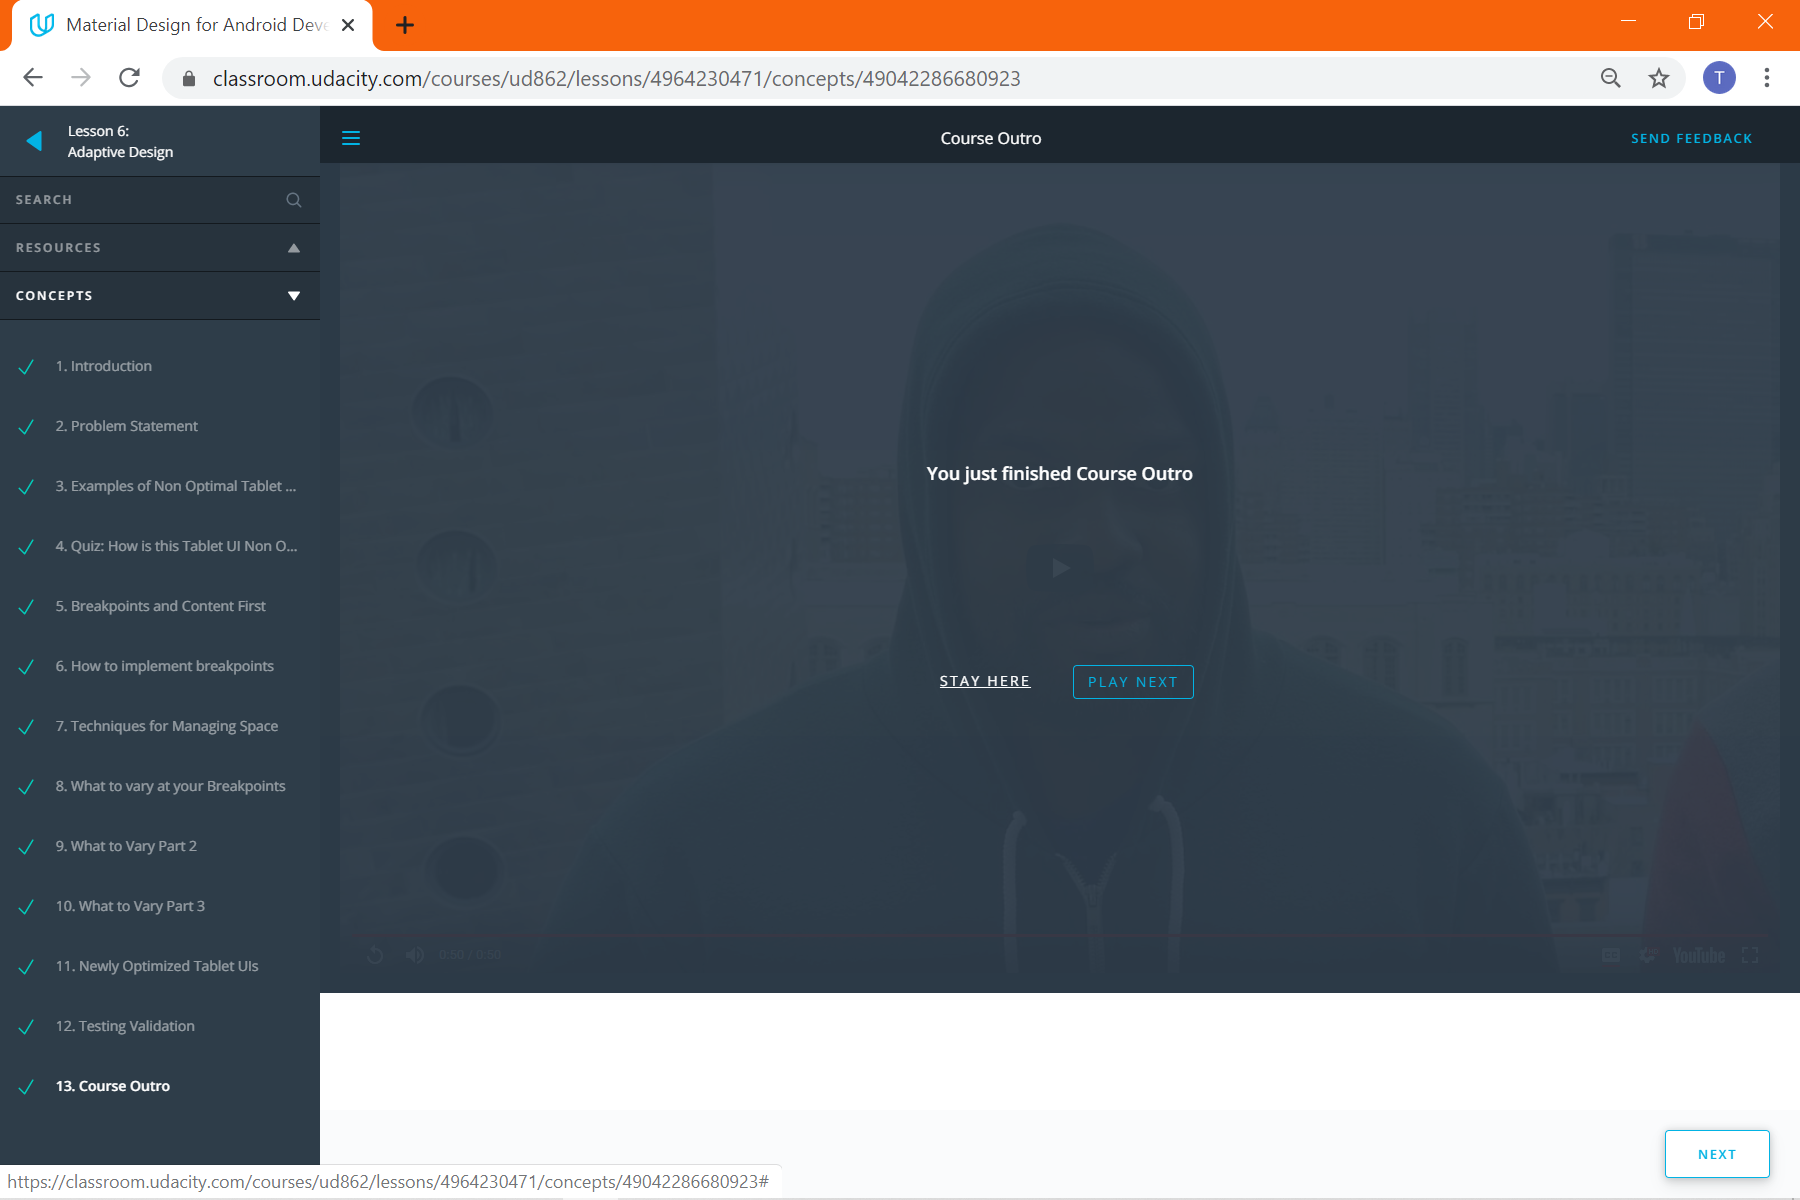 Material Design for Android Deve
classroom.udacity.com/courses/ud862/lessons/4964230471/concepts/49042286680923
T
Lesson 6:
Adaptive Design
Course Outro
SEND FEEDBACK
SEARCH
RESOURCES
CONCEPTS
1. Introduction
2. Problem Statement
3. Examples of Non Optimal Tablet ...
4. Quiz: How is this Tablet UI Non O...
5. Breakpoints and Content First
6. How to implement breakpoints
7. Techniques for Managing Space
8. What to vary at your Breakpoints
9. What to Vary Part 2
10. What to Vary Part 3
11. Newly Optimized Tablet UIs
12. Testing Validation
13. Course Outro
You just finished Course Outro
STAY HERE
PLAY NEXT
0:50 / 0:50
YouTube
NEXT
https://classroom.udacity.com/courses/ud862/lessons/4964230471/concepts/49042286680923#